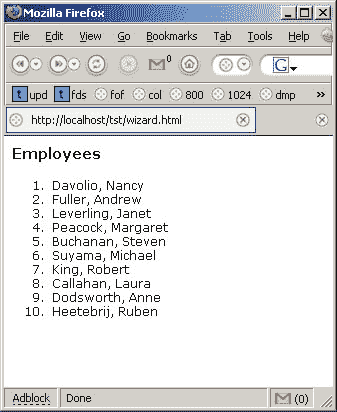 Mozilla Firefox
File Edit View Go Bookmarks Tab Tools Help
0 G
t upd t fds fof col 800 1024 dmp »
http://localhost/tst/wizard.html
Employees
1. Davolio, Nancy
2. Fuller, Andrew
3. Leverling, Janet
4. Peacock, Margaret
5. Buchanan, Steven
6. Suyama, Michael
7. King, Robert
8. Callahan, Laura
9. Dodsworth, Anne
10. Heetebrij, Ruben
Adblock Done (0)